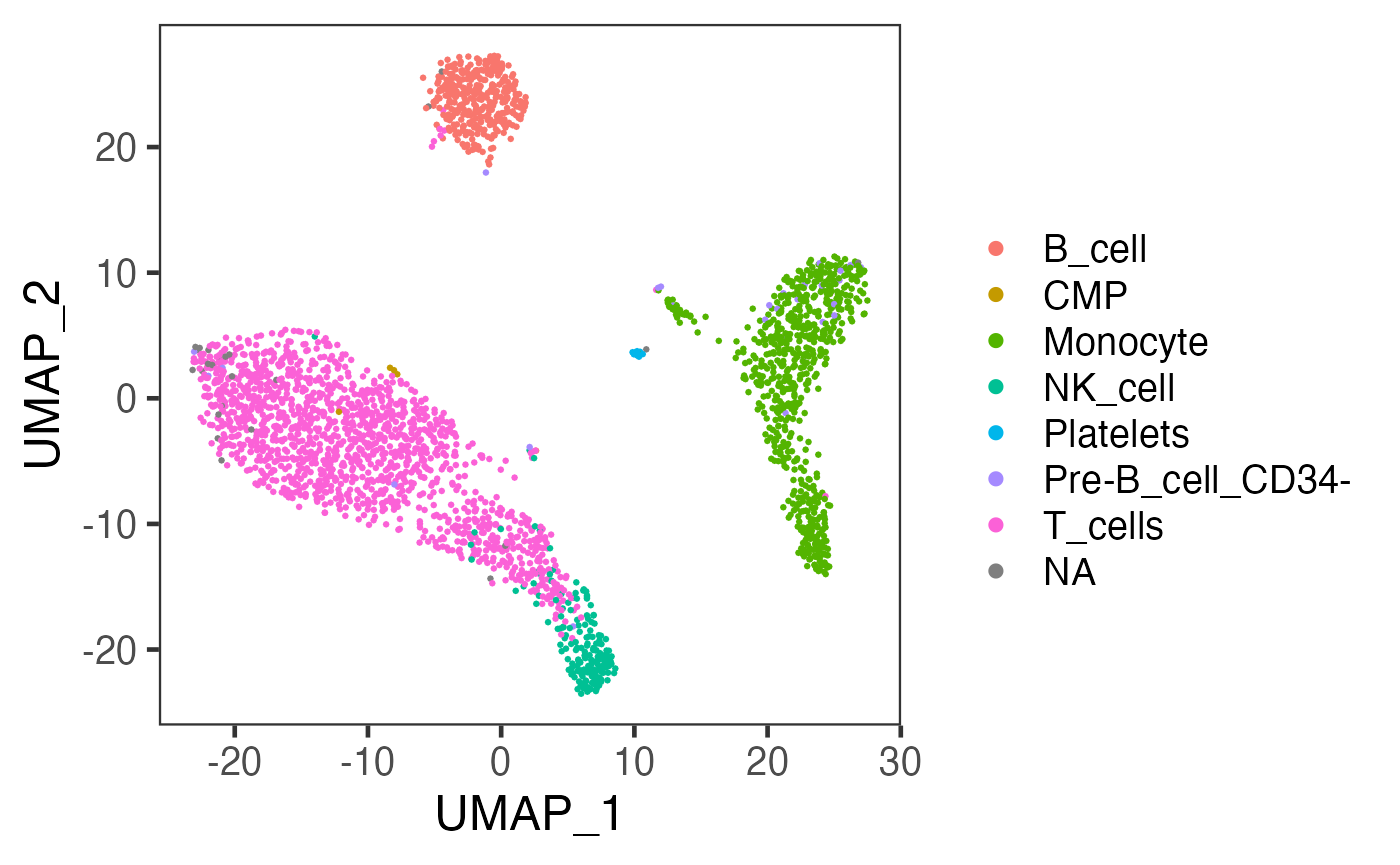 UMAP_2
20
10
0
-10
-20
-20
-10
0
10
20
30
UMAP_1
B_cell
CMP
Monocyte
NK_cell
Platelets
Pre-B_cell_CD34-
T_cells
NA